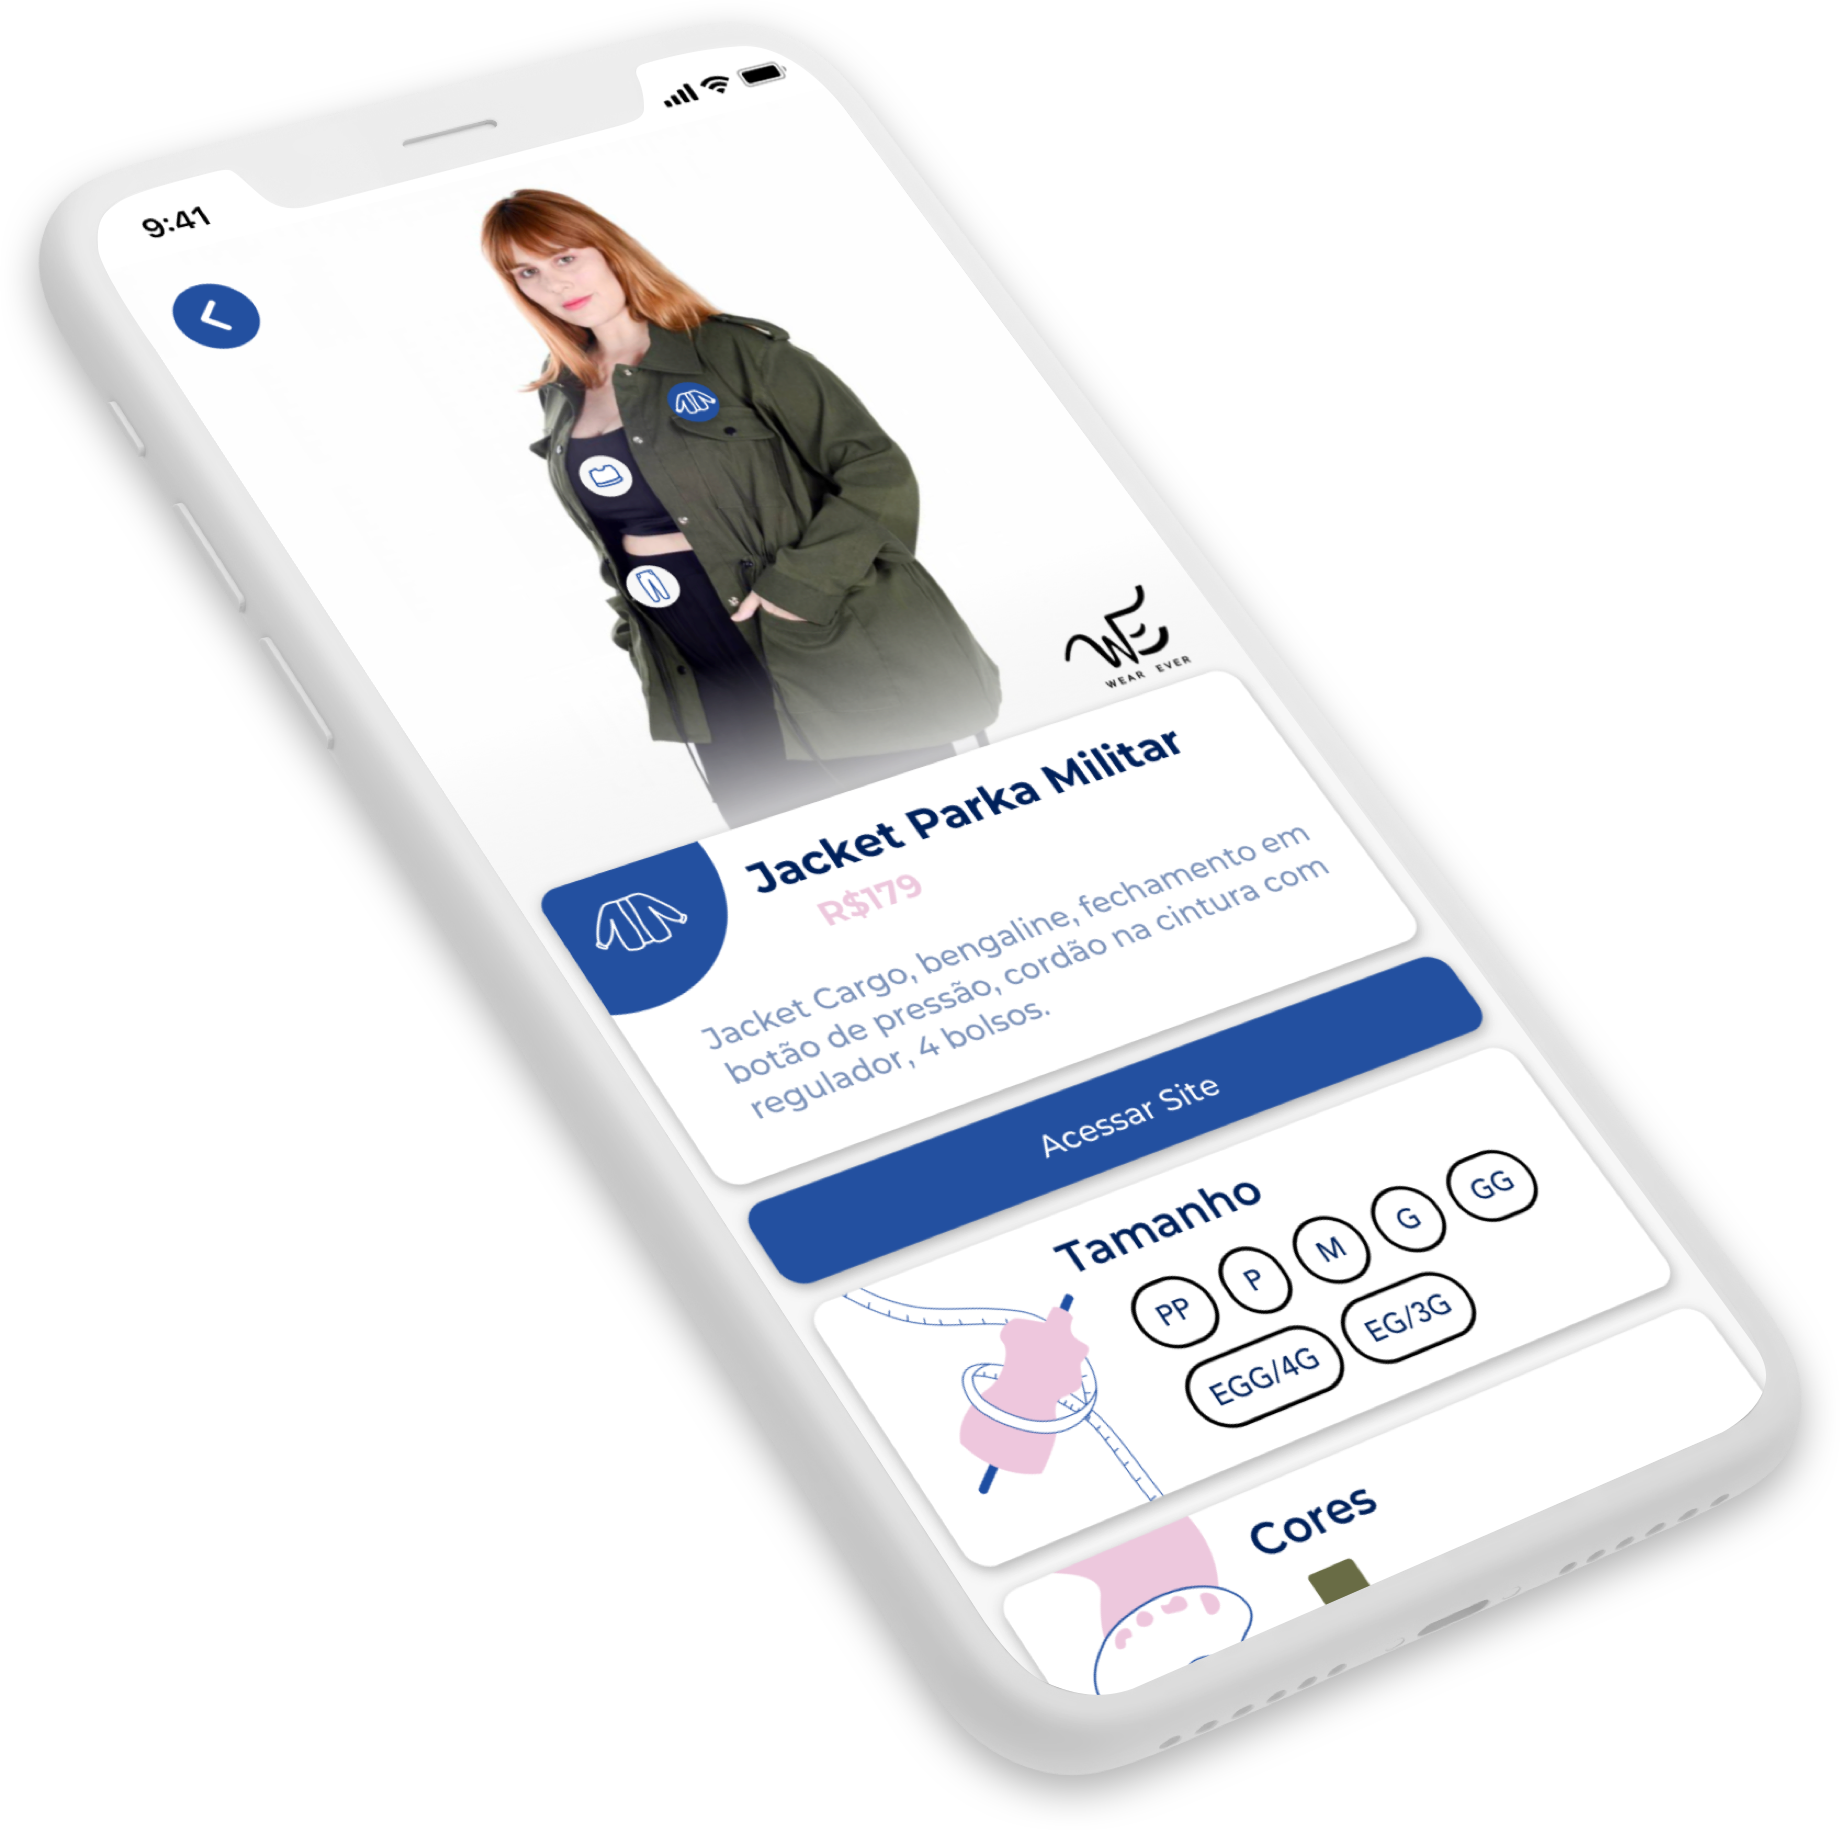 9:41
WE
WEAR EVER
Jacket Parka Militar
R$179
Jacket Cargo, bengaline, fechamento em
botão de pressão, cordão na cintura com
regulador, 4 bolsos.
Acessar Site
Tamanho
PP P M G GG
EGG/4G EG/3G
Cores